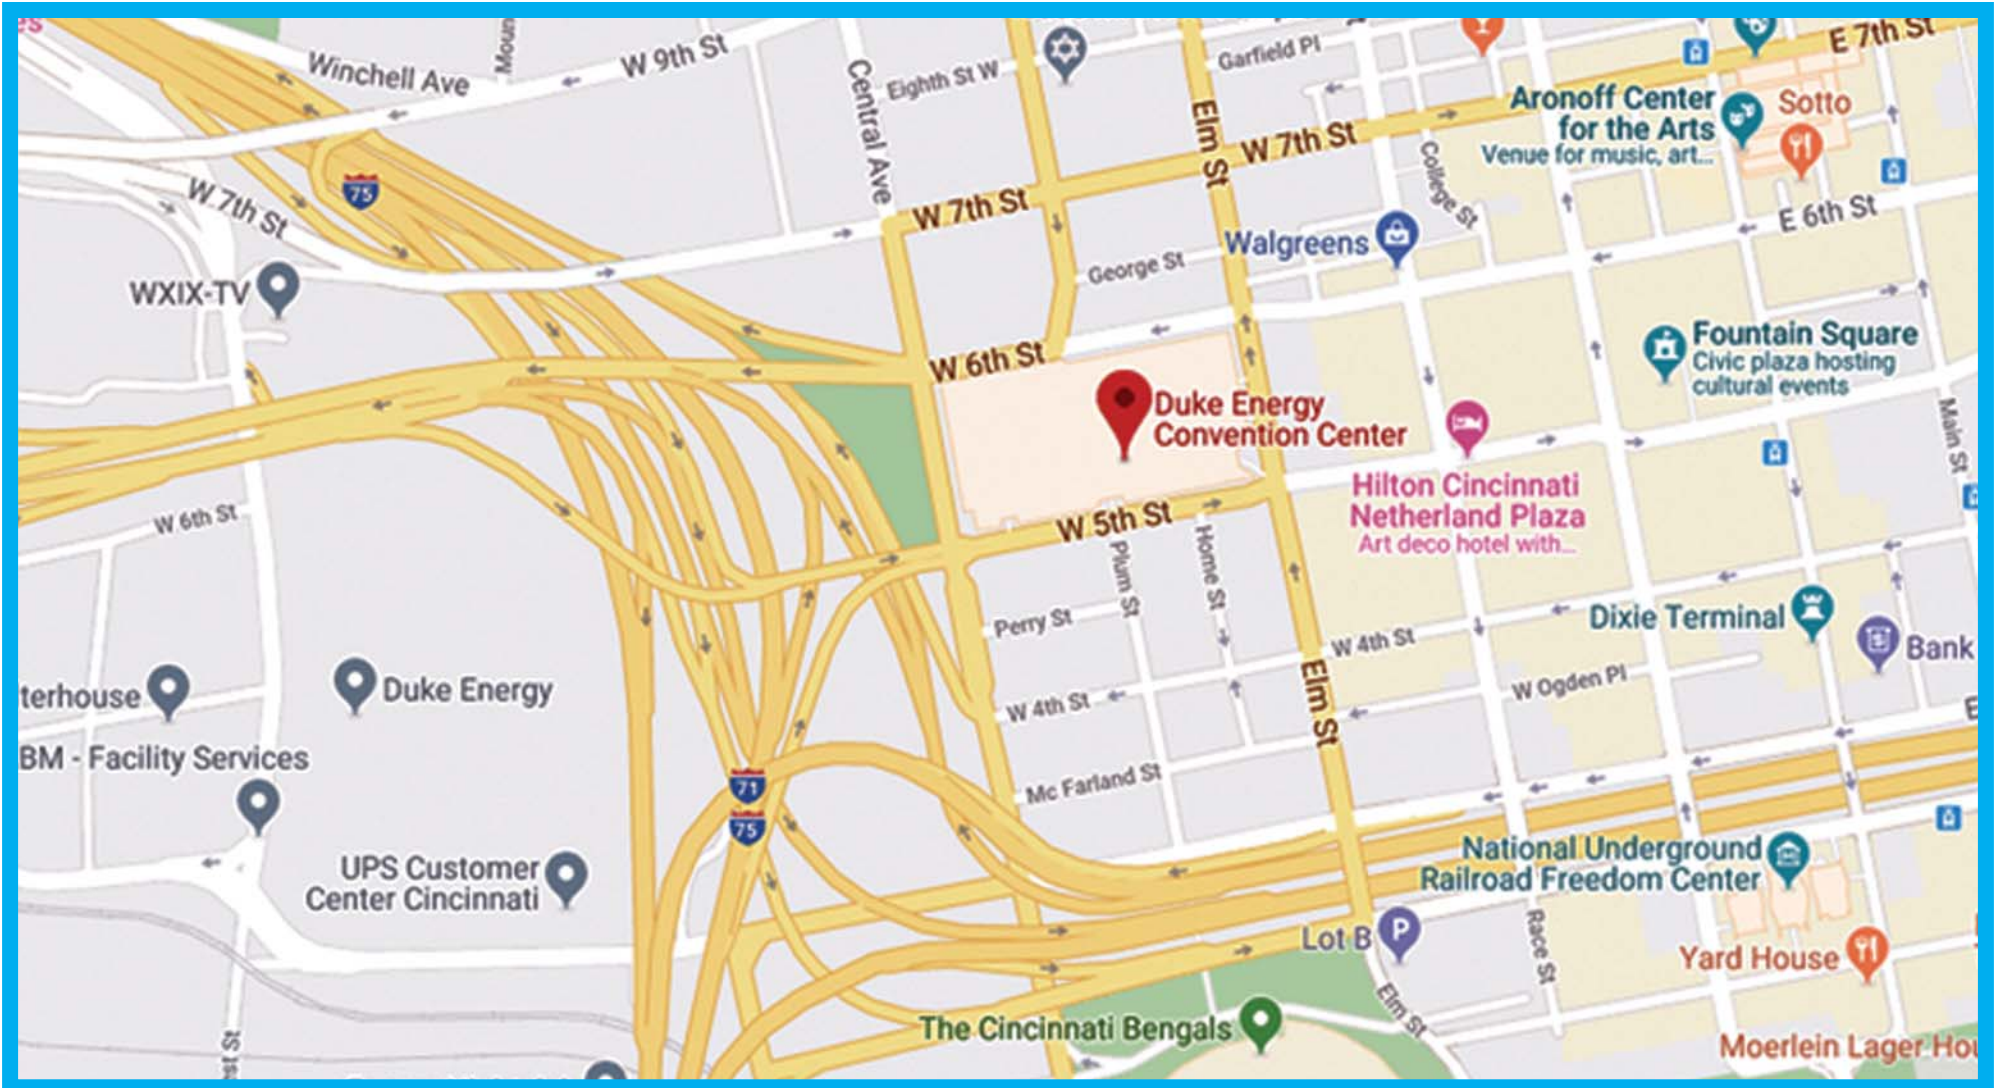 es
Winchell Ave
Moun
W 9th St
Central Ave
Eighth St W
Garfield Pl
E 7th St
Elm St
W 7th St
Aronoff Center
for the Arts
Venue for music, art...
Sotto
75
W 7th St
W 7th St
College St
E 6th St
Walgreens
George St
WXIX-TV
W 6th St
Fountain Square
Civic plaza hosting
cultural events
Duke Energy
Convention Center
Main St
Hilton Cincinnati
Netherland Plaza
Art deco hotel with...
W 6th St
W 5th St
Plum St
Home St
Perry St
W 4th St
Dixie Terminal
Bank
terhouse
Duke Energy
W 4th St
Elm St
W Ogden Pl
E
BM - Facility Services
71
75
Mc Farland St
UPS Customer
Center Cincinnati
National Underground
Railroad Freedom Center
Lot B
P
Race St
Yard House
Elm St
The Cincinnati Bengals
st St
Moerlein Lager Hou